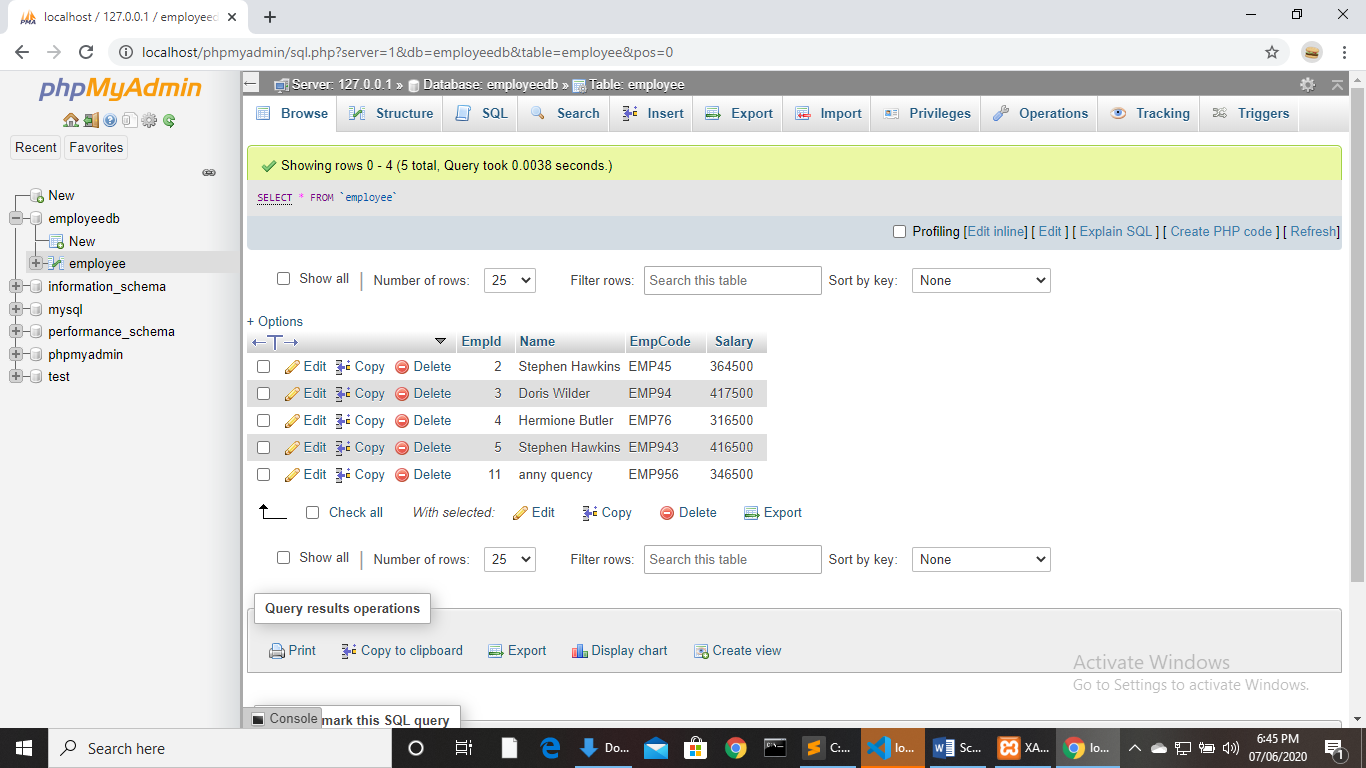 localhost / 127.0.0.1 / employeed
localhost/phpmyadmin/sql.php?server=1&db=employeedb&table=employee&pos=0
phpMyAdmin
Recent Favorites
New
employeedb
New
employee
information_schema
mysql
performance_schema
phpmyadmin
test
Server: 127.0.0.1 » Database: employeedb » Table: employee
Browse Structure SQL Search Insert Export Import Privileges Operations Tracking Triggers
Showing rows 0 - 4 (5 total, Query took 0.0038 seconds.)
SELECT * FROM `employee`
Profiling [Edit inline] [ Edit ] [ Explain SQL ] [ Create PHP code ] [ Refresh]
Show all | Number of rows: 25 Filter rows: Search this table Sort by key: None
+ Options
←T→ EmpId Name EmpCode Salary
Edit Copy Delete 2 Stephen Hawkins EMP45 364500
Edit Copy Delete 3 Doris Wilder EMP94 417500
Edit Copy Delete 4 Hermione Butler EMP76 316500
Edit Copy Delete 5 Stephen Hawkins EMP943 416500
Edit Copy Delete 11 anny quency EMP956 346500
Check all With selected: Edit Copy Delete Export
Show all | Number of rows: 25 Filter rows: Search this table Sort by key: None
Query results operations
Print Copy to clipboard Export Display chart Create view
Activate Windows
Go to Settings to activate Windows.
Console mark this SQL query
Search here Do... C:... lo... Sc... XA... lo... 6:45 PM
07/06/2020 1